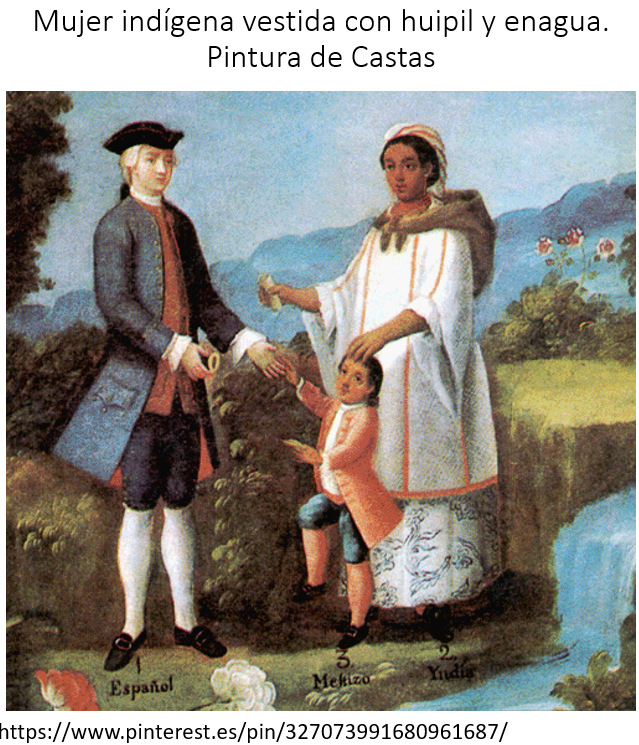 Mujer indígena vestida con huipil y enagua.
Pintura de Castas
1 3. 2.
Español Mestizo Yndia
https://www.pinterest.es/pin/327073991680961687/